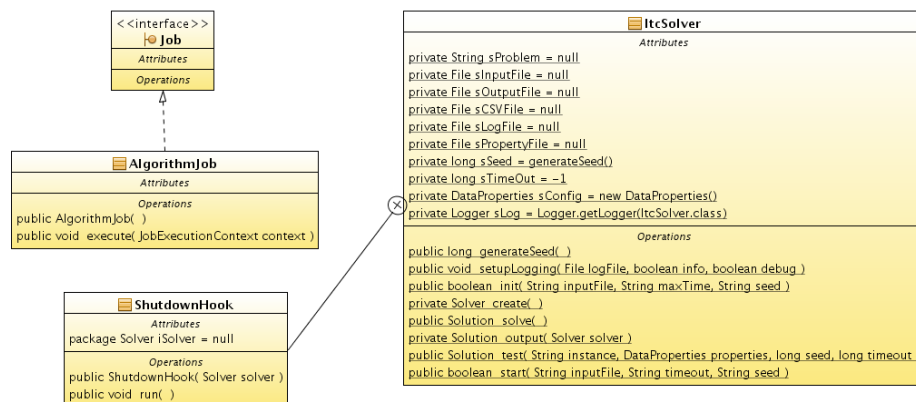 <<interface>>
Job
Attributes
Operations
AlgorithmJob
Attributes
Operations
public AlgorithmJob( )
public void execute( JobExecutionContext context )
ShutdownHook
Attributes
package Solver iSolver = null
Operations
public ShutdownHook( Solver solver )
public void run( )
ItcSolver
Attributes
private String sProblem = null
private File sInputFile = null
private File sOutputFile = null
private File sCSVFile = null
private File sLogFile = null
private File sPropertyFile = null
private long sSeed = generateSeed()
private long sTimeOut = -1
private DataProperties sConfig = new DataProperties()
private Logger sLog = Logger.getLogger(ItcSolver.class)
Operations
public long generateSeed( )
public void setupLogging( File logFile, boolean info, boolean debug )
public boolean init( String inputFile, String maxTime, String seed )
private Solver create( )
public Solution solve( )
private Solution output( Solver solver )
public Solution test( String instance, DataProperties properties, long seed, long timeout
public boolean start( String inputFile, String timeout, String seed )